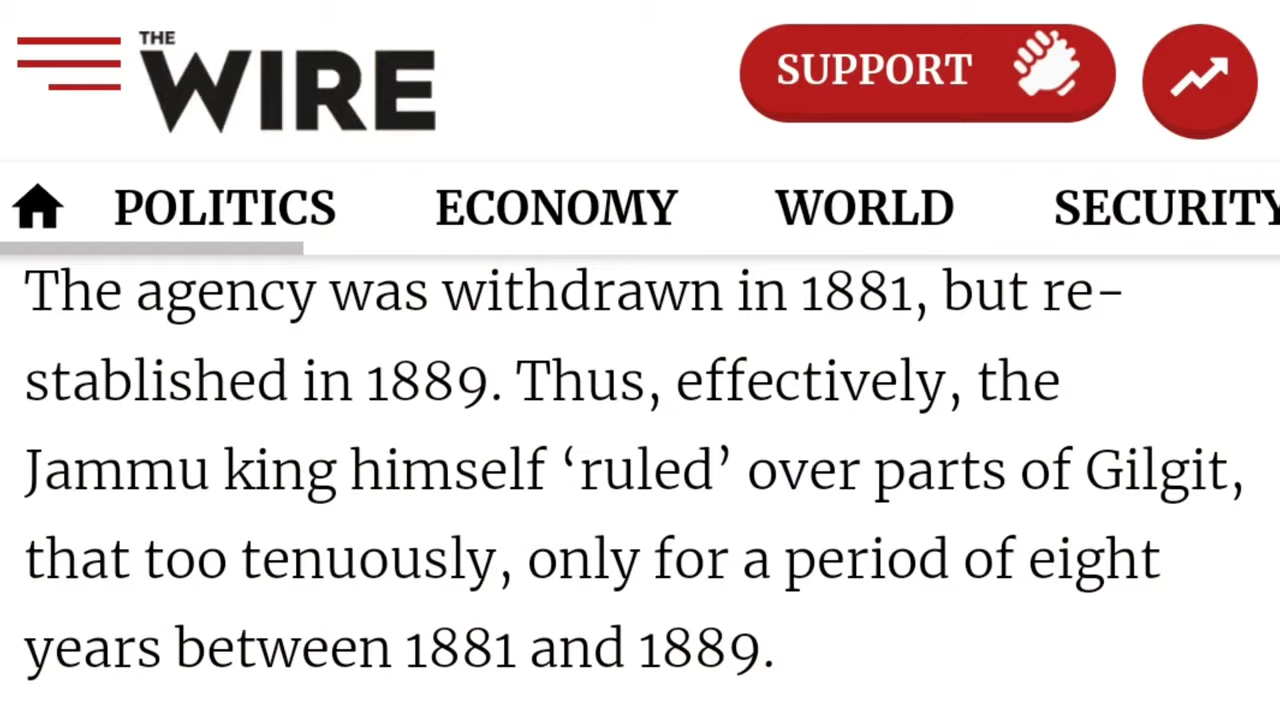 THE
WIRE
SUPPORT
POLITICS ECONOMY WORLD SECURITY
The agency was withdrawn in 1881, but re-
stablished in 1889. Thus, effectively, the
Jammu king himself ‘ruled’ over parts of Gilgit,
that too tenuously, only for a period of eight
years between 1881 and 1889.